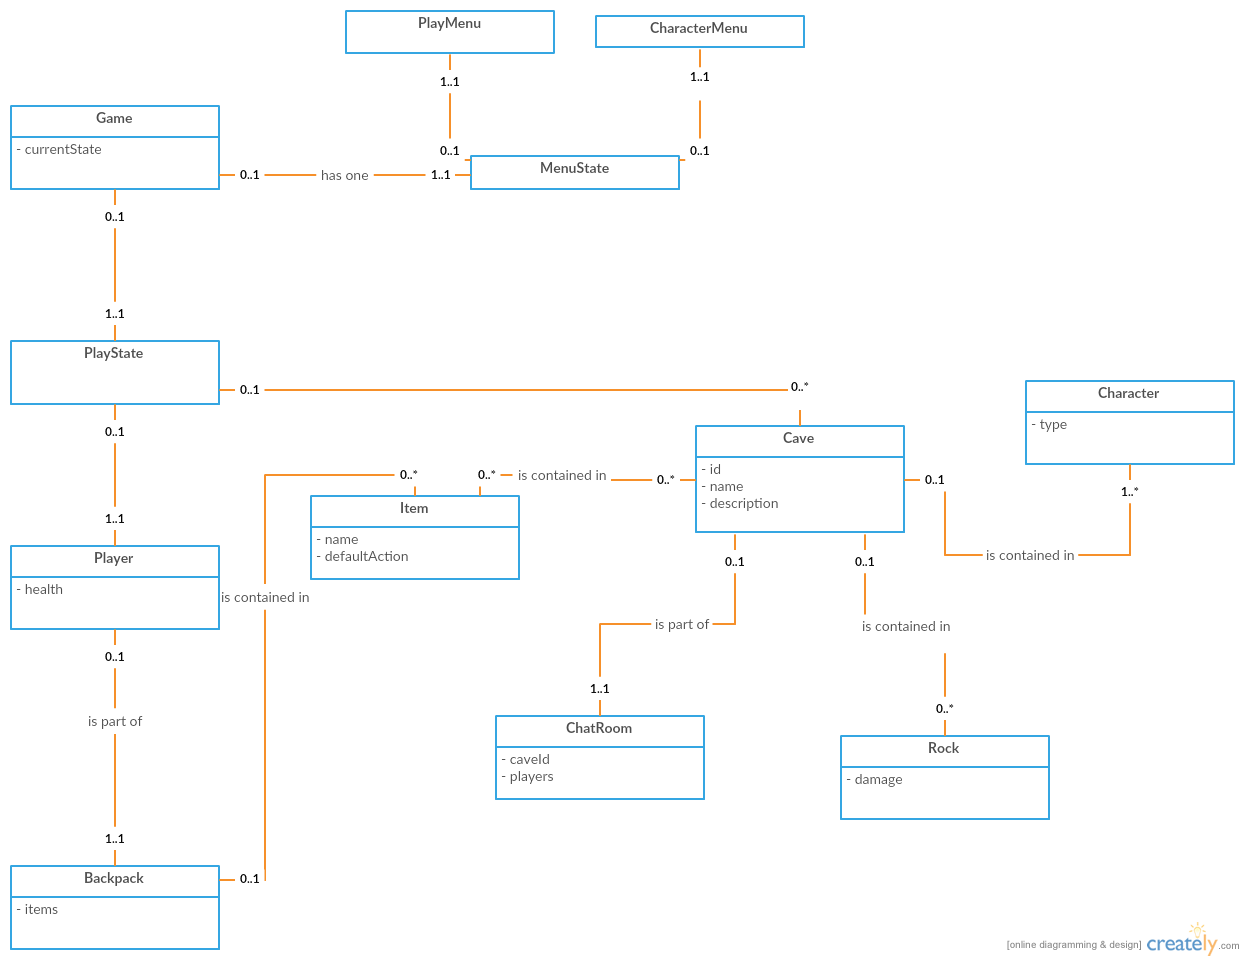 PlayMenu
CharacterMenu
1..1
1..1
Game
- currentState
0..1
0..1
MenuState
0..1
has one
1..1
0..1
1..1
PlayState
0..1
0..*
Character
- type
0..1
Cave
- id
- name
- description
0..*
0..*
is contained in
0..*
0..1
1..*
Item
- name
- defaultAction
1..1
Player
- health
0..1
0..1
is contained in
is contained in
is part of
is contained in
0..1
1..1
0..*
is part of
ChatRoom
- caveId
- players
Rock
- damage
1..1
Backpack
- items
0..1
[online diagramming & design] creately.com